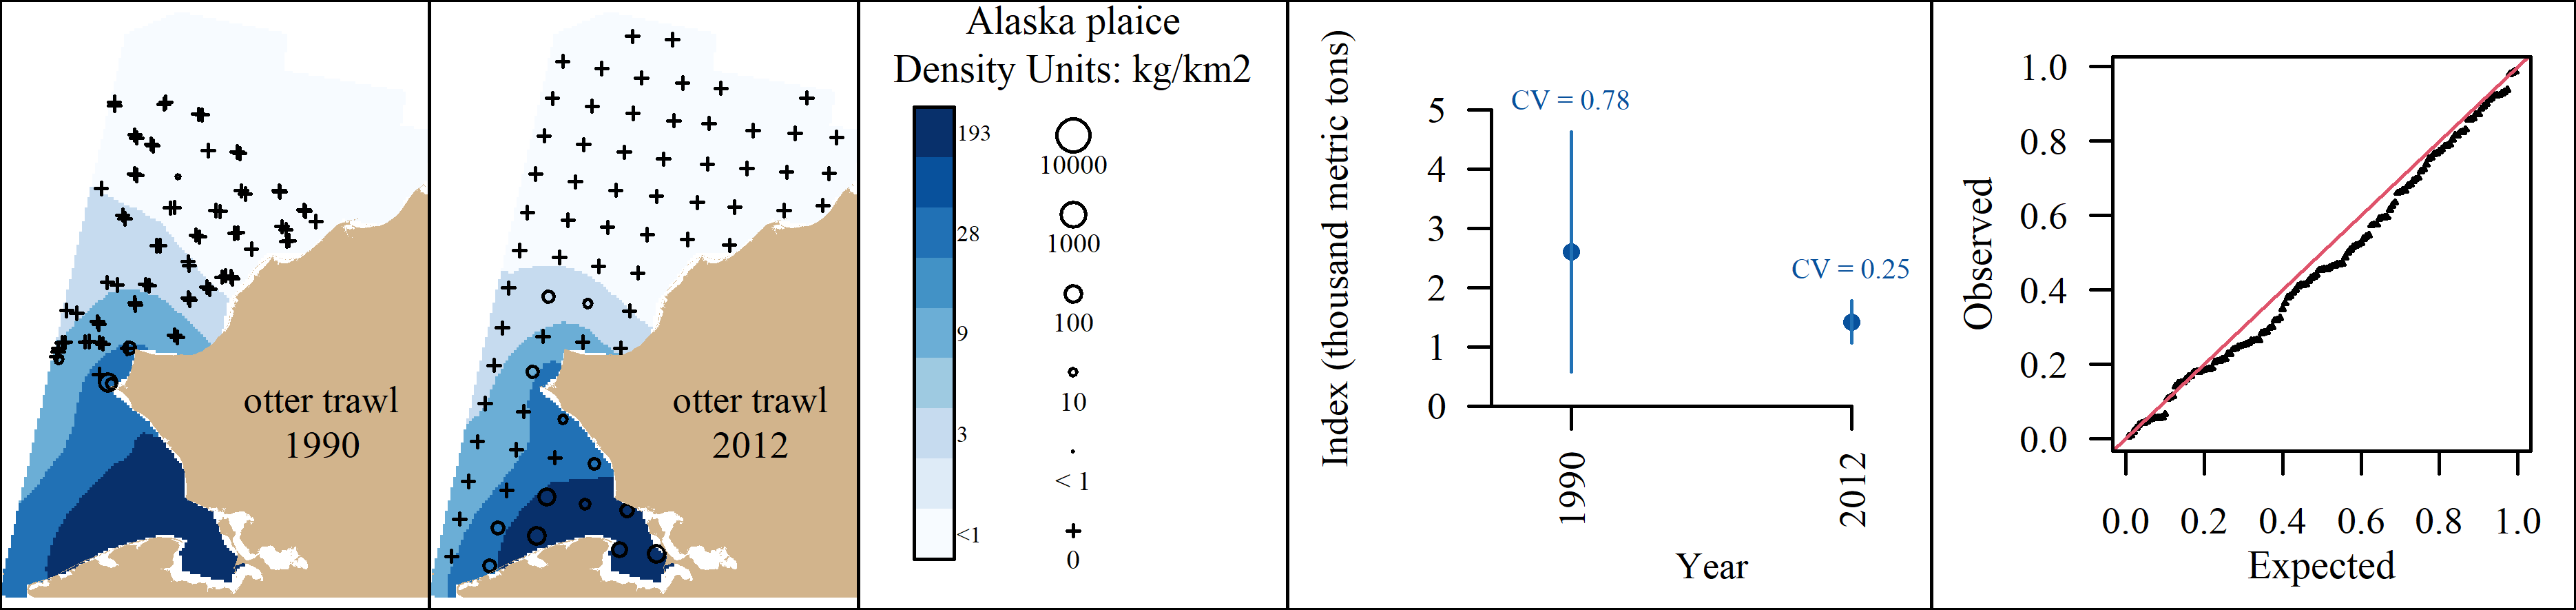 otter trawl
1990
otter trawl
2012
Alaska plaice
Density Units: kg/km2
193
28
9
3
<1
10000
1000
100
10
< 1
0
Index (thousand metric tons)
5
4
3
2
1
0
CV = 0.78
CV = 0.25
1990
2012
Year
Observed
1.0
0.8
0.6
0.4
0.2
0.0
0.0 0.2 0.4 0.6 0.8 1.0
Expected